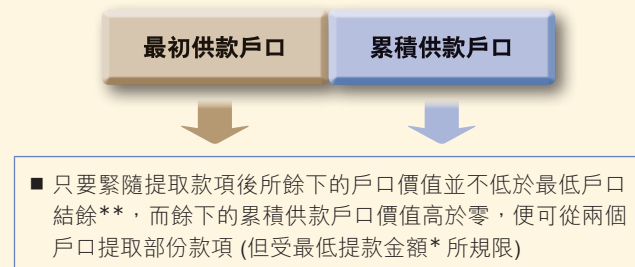 最初供款戶口
累積供款戶口
■ 只要緊隨提取款項後所餘下的戶口價值並不低於最低戶口
結餘**，而餘下的累積供款戶口價值高於零，便可從兩個
戶口提取部份款項 (但受最低提款金額* 所規限)